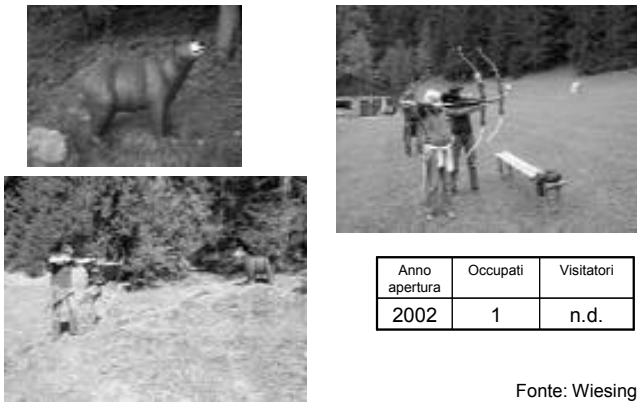 Anno apertura Occupati Visitatori
2002 1 n.d.
Fonte: Wiesing